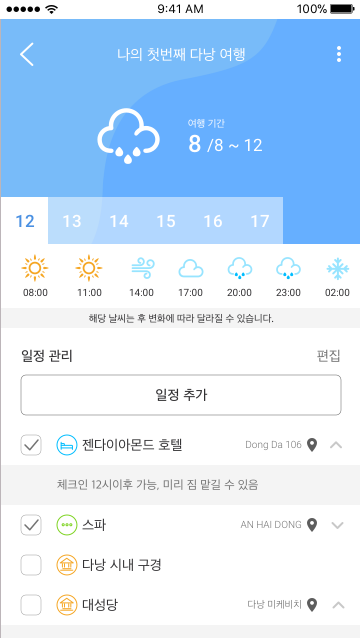 9:41 AM 100%
나의 첫번째 다낭 여행
여행 기간
8 /8 ~ 12
12 13 14 15 16 17
08:00 11:00 14:00 17:00 20:00 23:00 02:00
해당 날씨는 추 변화에 따라 달라질 수 있습니다.
일정 관리 편집
일정 추가
젠다이아몬드 호텔 Dong Da 106
체크인 12시이후 가능, 미리 짐 맡길 수 있음
스파 AN HAI DONG
다낭 시내 구경
대성당 다낭 미케비치